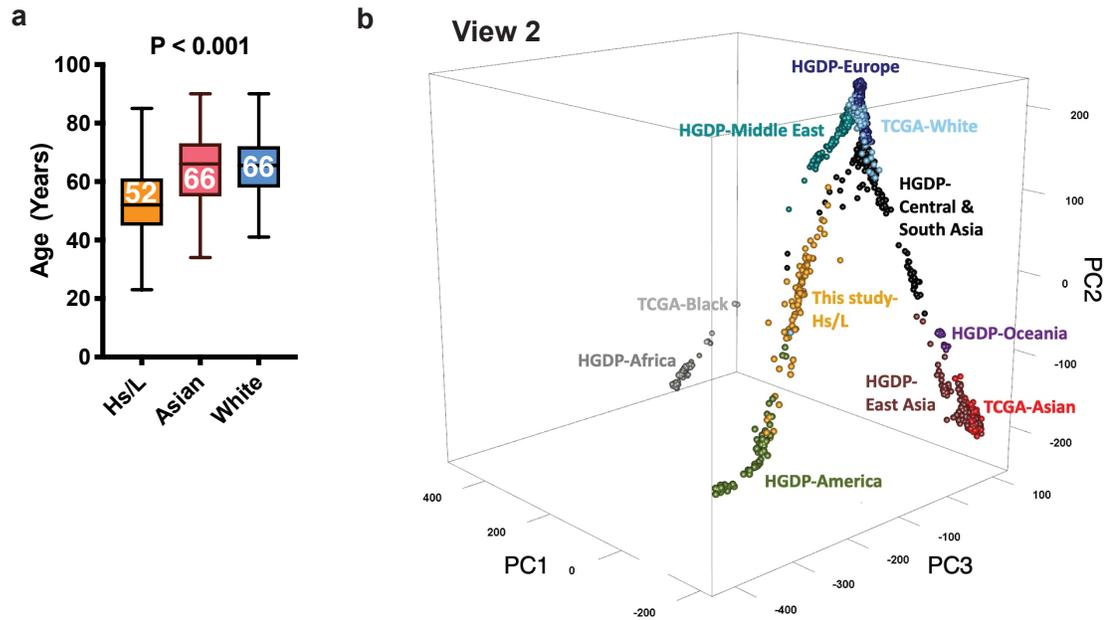 a
P < 0.001
Age (Years)
100
80
60
40
20
0
52
66
66
Hs/L
Asian
White
b
View 2
HGDP-Europe
HGDP-Middle East
TCGA-White
HGDP-
Central &
South Asia
This study-
Hs/L
TCGA-Black
HGDP-Africa
HGDP-Oceania
HGDP-
East Asia
TCGA-Asian
HGDP-America
PC2
200
100
0
-100
-200
PC1
400
200
0
-200
PC3
100
-100
-200
-300
-400